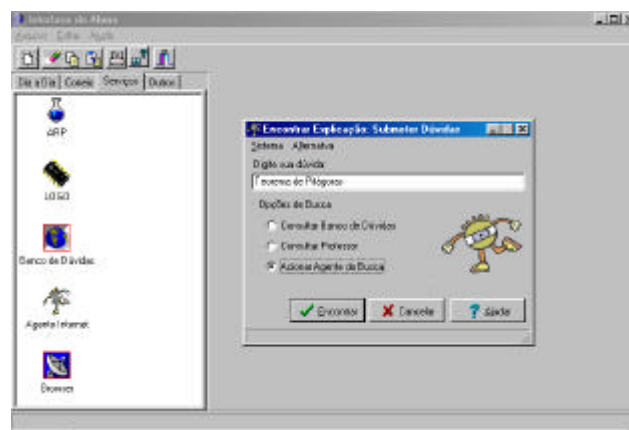 Interface do Aluno
Arquivo Editar Ajuda
Dia a Dia Correio Serviços Outros
ARP
LOGO
Banco de Dúvidas
Agente Internet
Browser
Encontrar Explicação: Submeter Dúvidas
Sistema Alternativa
Digite sua dúvida:
Teorema de Pitágoras
Opções de Busca
Consultar Banco de Dúvidas
Consultar Professor
Acionar Agente de Busca
Encontrar Cancelar Ajuda